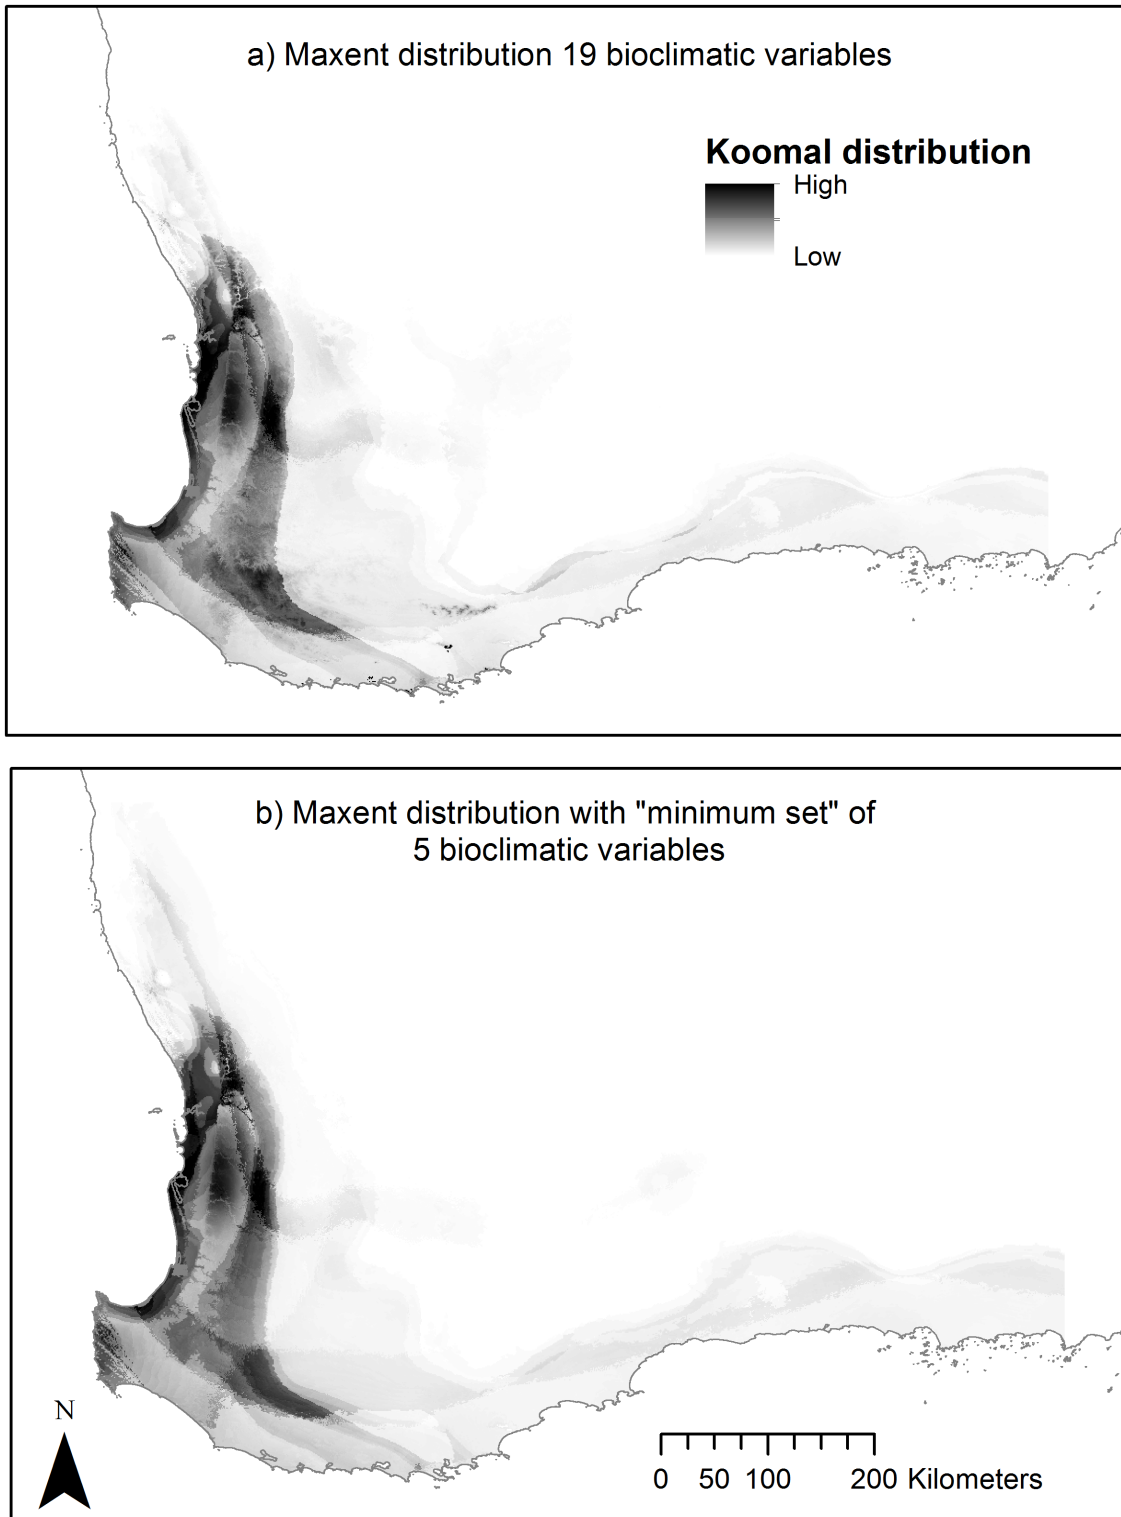 a) Maxent distribution 19 bioclimatic variables
Koomal distribution
High
Low
b) Maxent distribution with "minimum set" of
5 bioclimatic variables
N
0 50 100 200 Kilometers